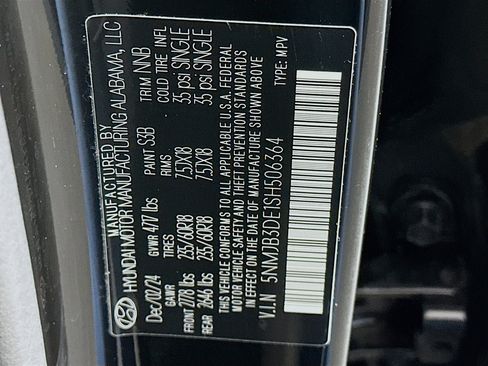 MANUFACTURED BY
HYUNDAI MOTOR MANUFACTURING ALABAMA, LLC
Dec/02/24 GVWR 4717 lbs PAINT S3B TRIM NNB
GAWR TIRES RIMS COLD TIRE INFL
FRONT 2778 lbs 235/60R18 7.5JX18 35 psi SINGLE
REAR 2646 lbs 235/60R18 7.5JX18 35 psi SINGLE
THIS VEHICLE CONFORMS TO ALL APPLICABLE U.S.A. FEDERAL
MOTOR VEHICLE SAFETY AND THEFT PREVENTION STANDARDS
IN EFFECT ON THE DATE OF MANUFACTURE SHOWN ABOVE
V.I.N 5NMJB3DE1SH506364 TYPE: MPV